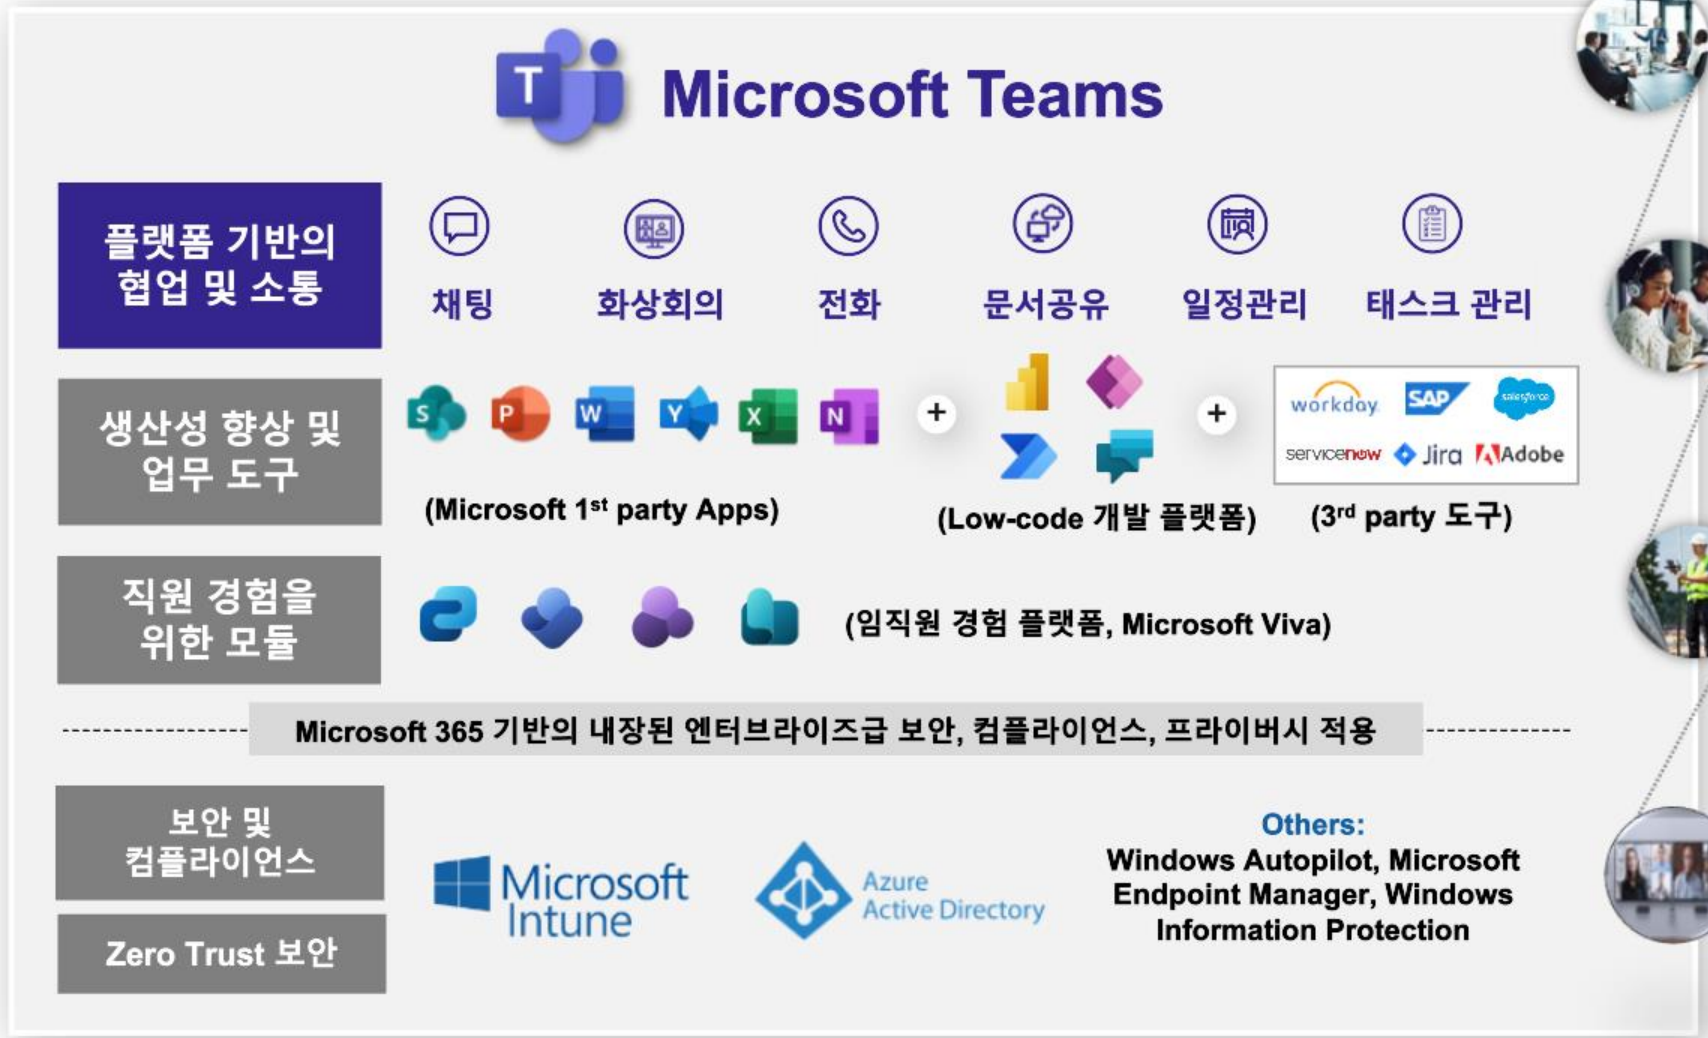 T
Microsoft Teams
플랫폼 기반의
협업 및 소통
채팅
화상회의
전화
문서공유
일정관리
태스크 관리
생산성 향상 및
업무 도구
S
P
W
Y
X
N
(Microsoft 1st party Apps)
+
(Low-code 개발 플랫폼)
+
workday.
SAP
salesforce
servicenow
Jira
Adobe
(3rd party 도구)
직원 경험을
위한 모듈
(임직원 경험 플랫폼, Microsoft Viva)
Microsoft 365 기반의 내장된 엔터브라이즈급 보안, 컴플라이언스, 프라이버시 적용
보안 및
컴플라이언스
Zero Trust 보안
Microsoft
Intune
Azure
Active Directory
Others:
Windows Autopilot, Microsoft
Endpoint Manager, Windows
Information Protection